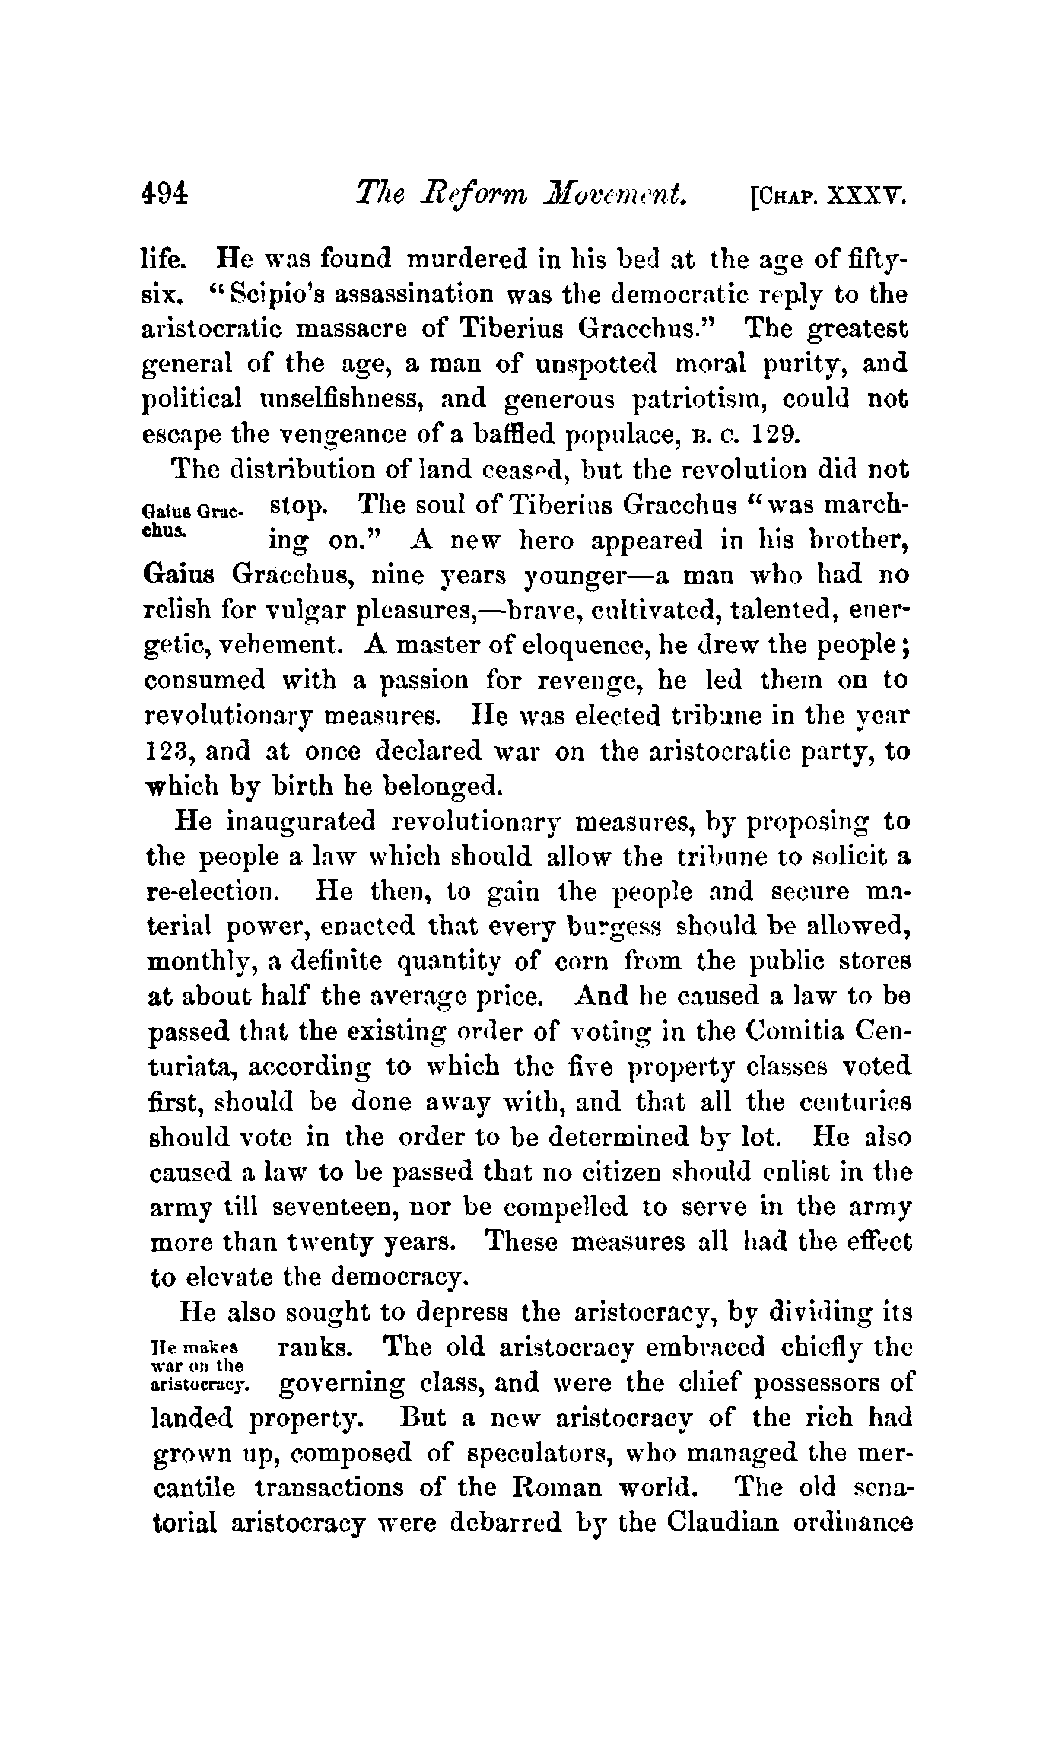 494 The Reform Movement. [CHAP. XXXV.
life. He was found murdered in his bed at the age of fifty-
six. "Scipio's assassination was the democratic reply to the
aristocratic massacre of Tiberius Gracchus." The greatest
general of the age, a man of unspotted moral purity, and
political unselfishness, and generous patriotism, could not
escape the vengeance of a baffled populace, B. C. 129.
The distribution of land ceased, but the revolution did not
Gaius Grac- stop. The soul of Tiberius Gracchus "was march-
chus. ing on." A new hero appeared in his brother,
Gaius Gracchus, nine years younger—a man who had no
relish for vulgar pleasures,—brave, cultivated, talented, ener-
getic, vehement. A master of eloquence, he drew the people;
consumed with a passion for revenge, he led them on to
revolutionary measures. He was elected tribune in the year
123, and at once declared war on the aristocratic party, to
which by birth he belonged.
He inaugurated revolutionary measures, by proposing to
the people a law which should allow the tribune to solicit a
re-election. He then, to gain the people and secure ma-
terial power, enacted that every burgess should be allowed,
monthly, a definite quantity of corn from the public stores
at about half the average price. And he caused a law to be
passed that the existing order of voting in the Comitia Cen-
turiata, according to which the five property classes voted
first, should be done away with, and that all the centuries
should vote in the order to be determined by lot. He also
caused a law to be passed that no citizen should enlist in the
army till seventeen, nor be compelled to serve in the army
more than twenty years. These measures all had the effect
to elevate the democracy.
He also sought to depress the aristocracy, by dividing its
He makes ranks. The old aristocracy embraced chiefly the
war on the
aristocracy. governing class, and were the chief possessors of
landed property. But a new aristocracy of the rich had
grown up, composed of speculators, who managed the mer-
cantile transactions of the Roman world. The old sena-
torial aristocracy were debarred by the Claudian ordinance